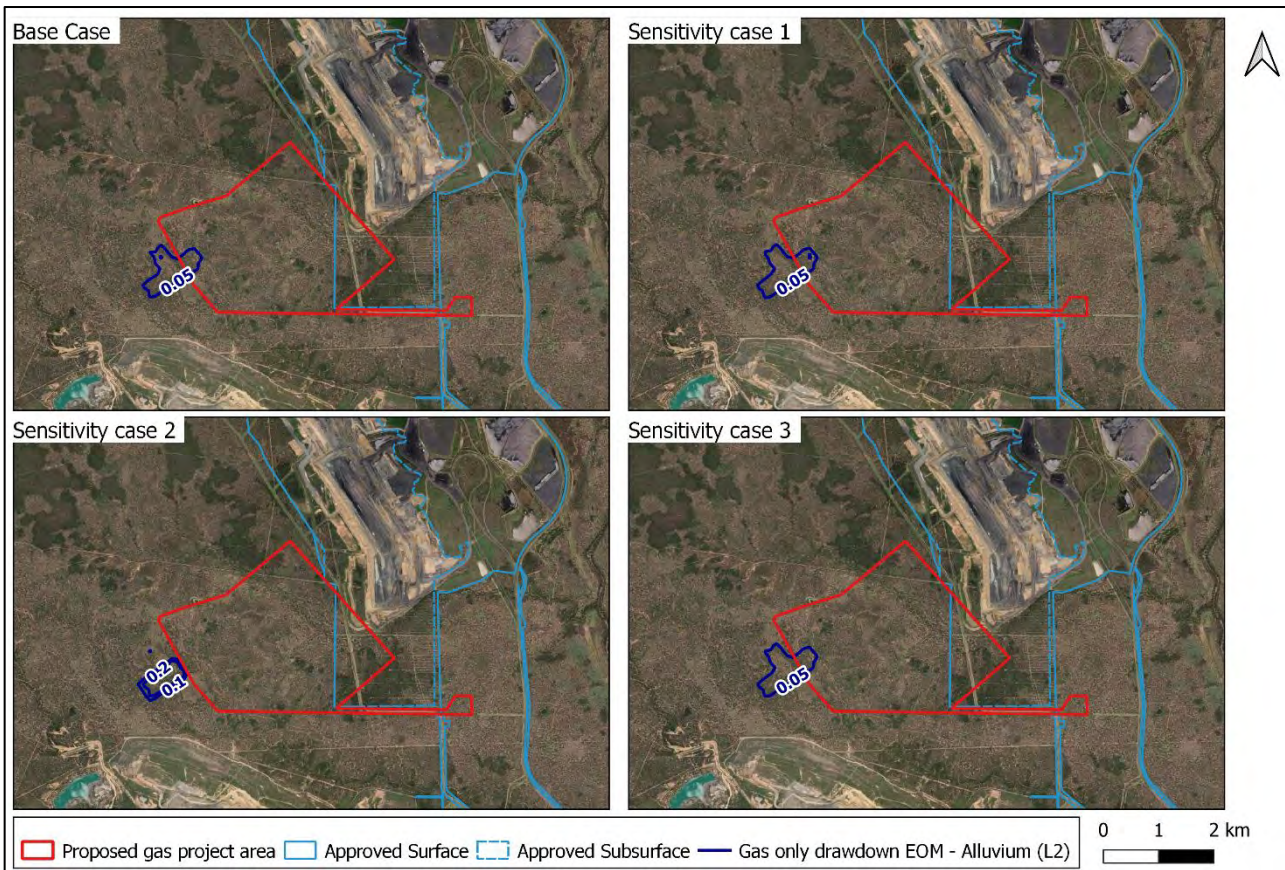 Base Case
Sensitivity case 1
0.05
0.05
Sensitivity case 2
Sensitivity case 3
0.2
0.1
0.05
Proposed gas project area Approved Surface Approved Subsurface Gas only drawdown EOM - Alluvium (L2)
0 1 2 km